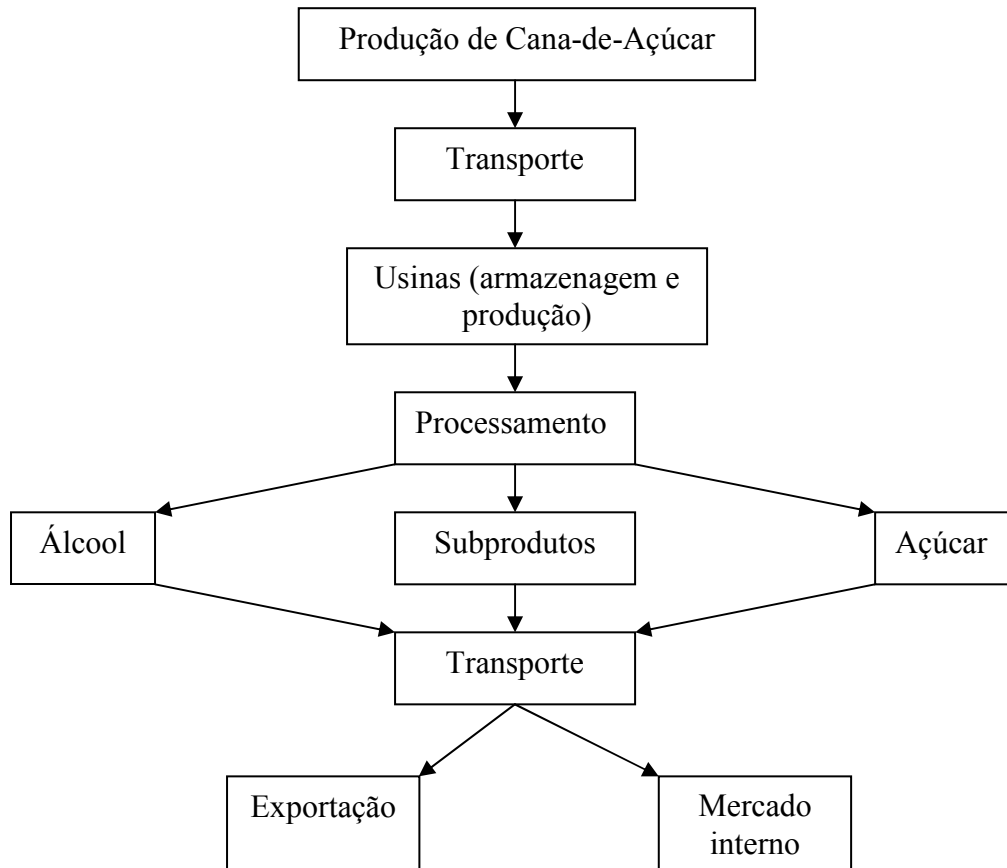 Produção de Cana-de-Açúcar
Transporte
Usinas (armazenagem e
produção)
Processamento
Álcool
Subprodutos
Açúcar
Transporte
Exportação
Mercado
interno